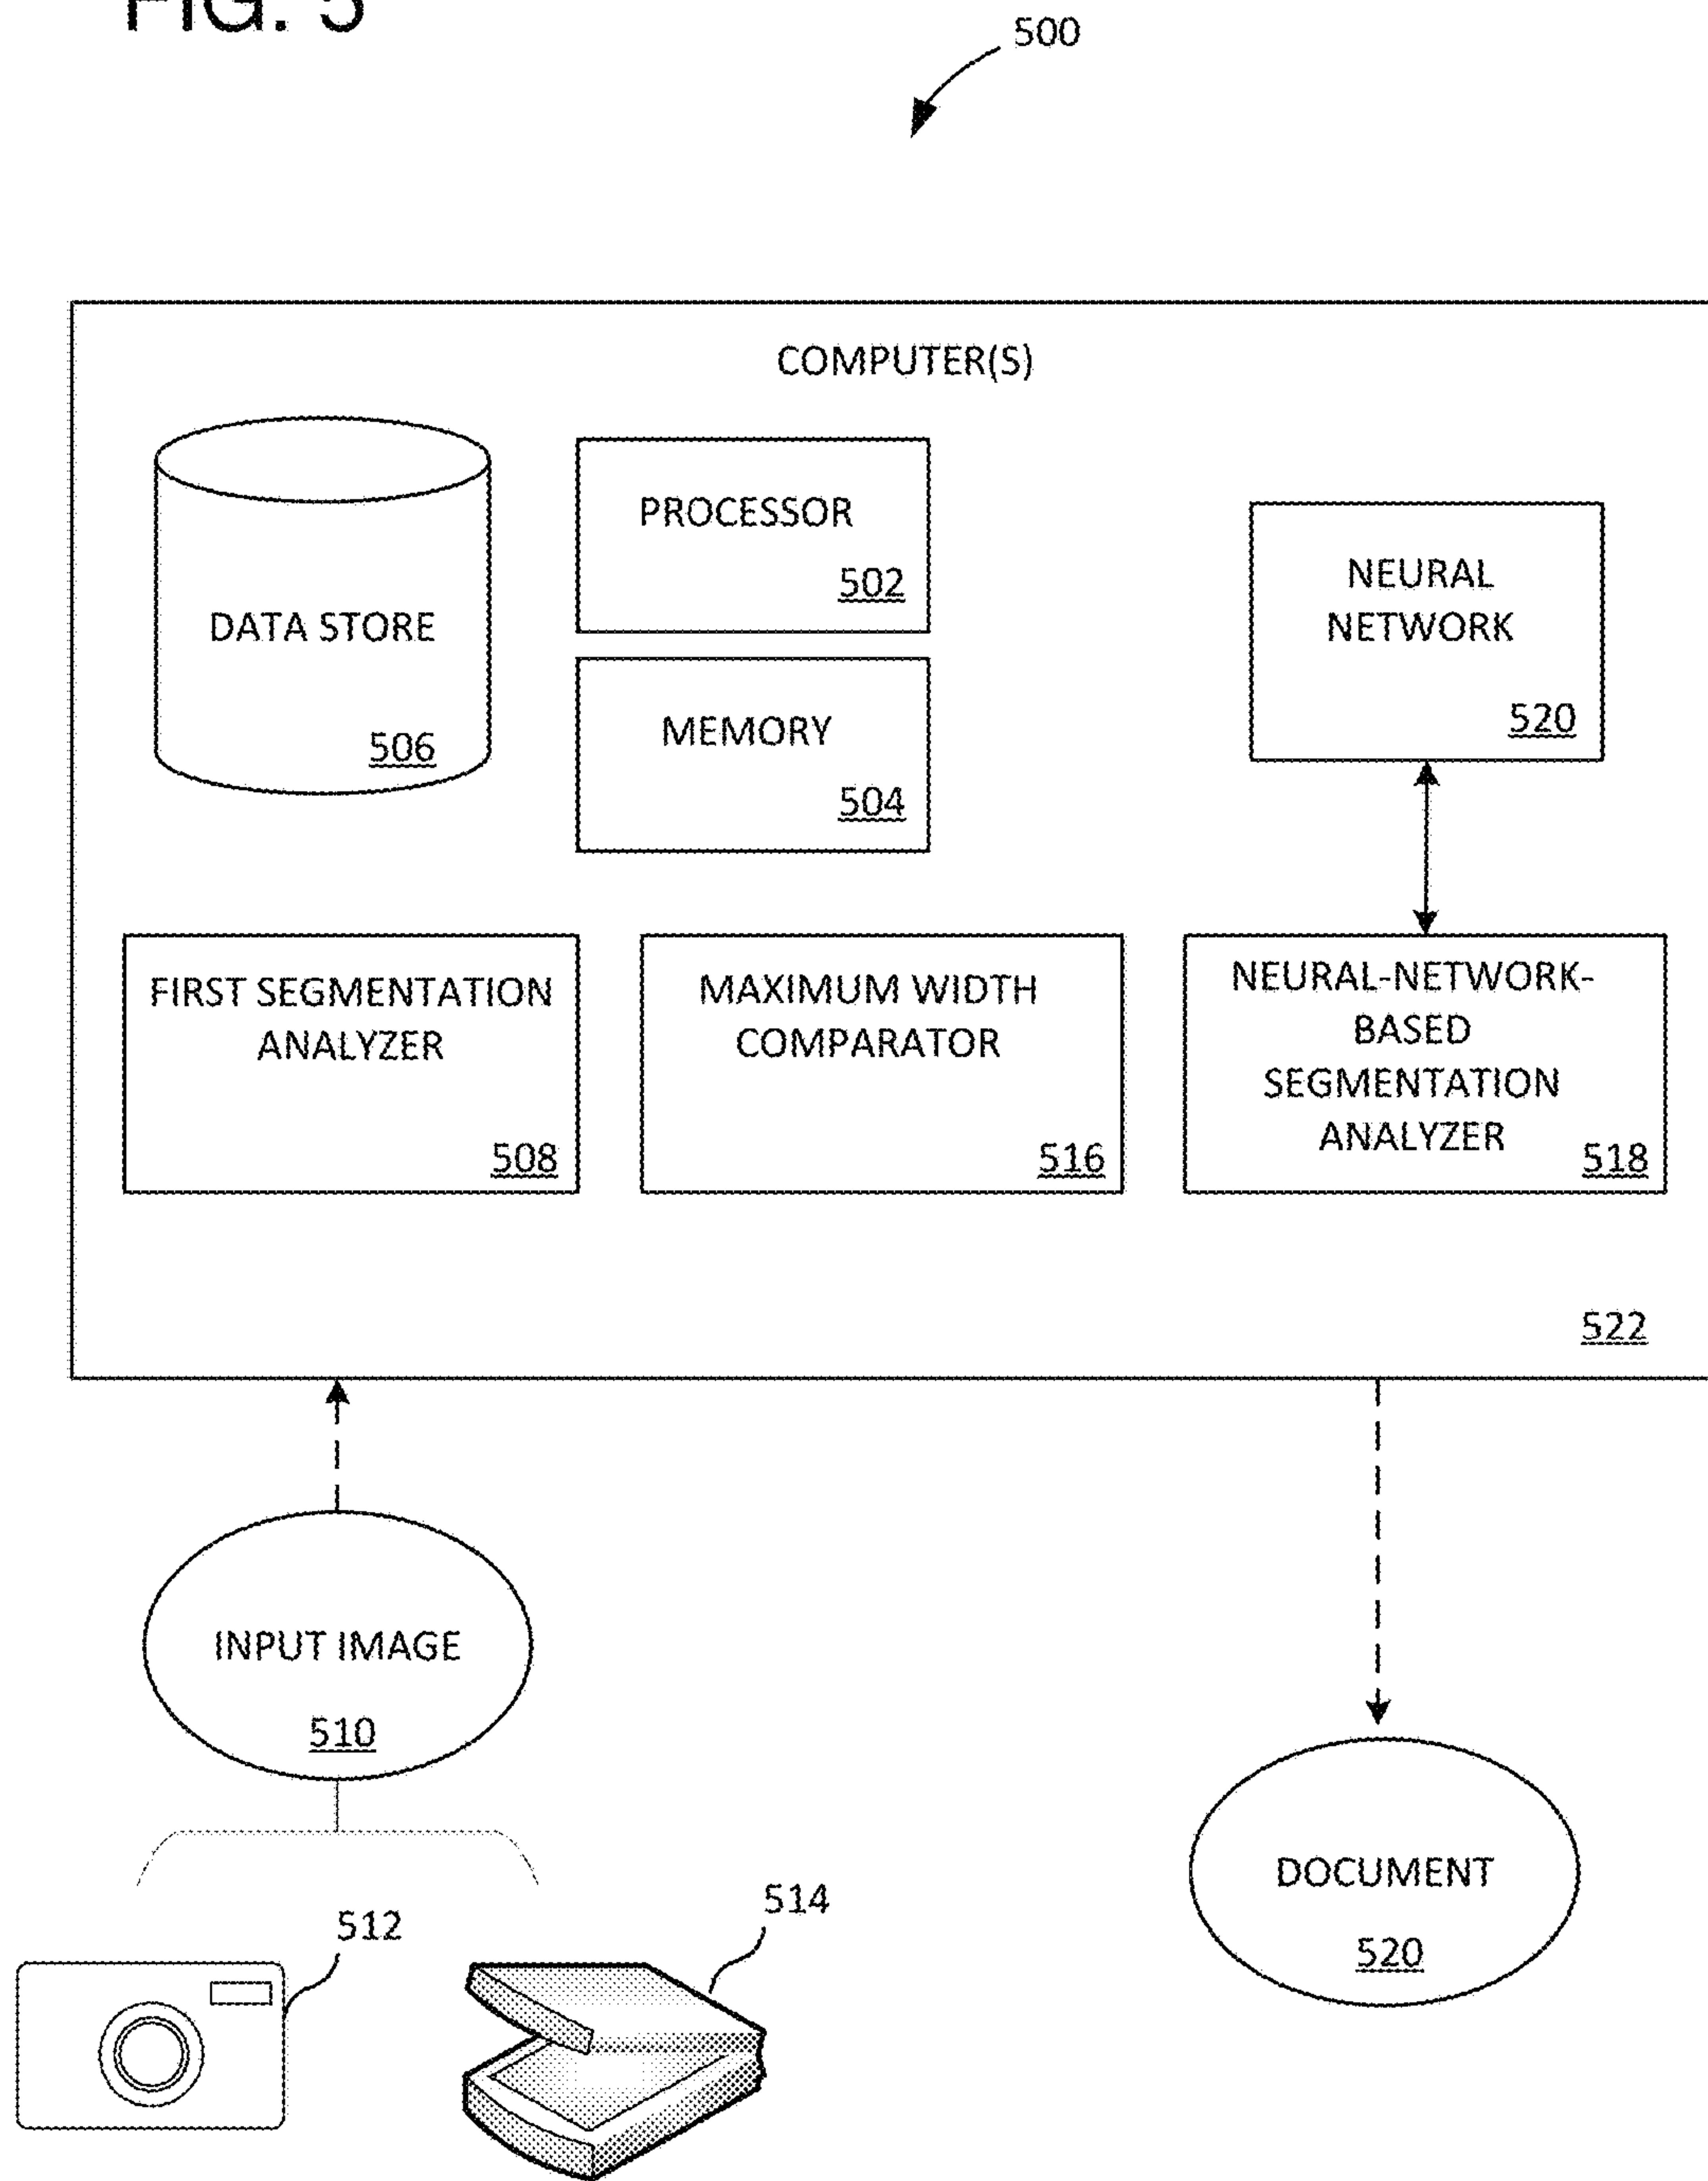 FIG. 5
500
COMPUTER(S)
DATA STORE
506
PROCESSOR
502
MEMORY
504
NEURAL
NETWORK
520
FIRST SEGMENTATION
ANALYZER
508
MAXIMUM WIDTH
COMPARATOR
516
NEURAL-NETWORK-
BASED
SEGMENTATION
ANALYZER
518
522
INPUT IMAGE
510
512
514
DOCUMENT
520